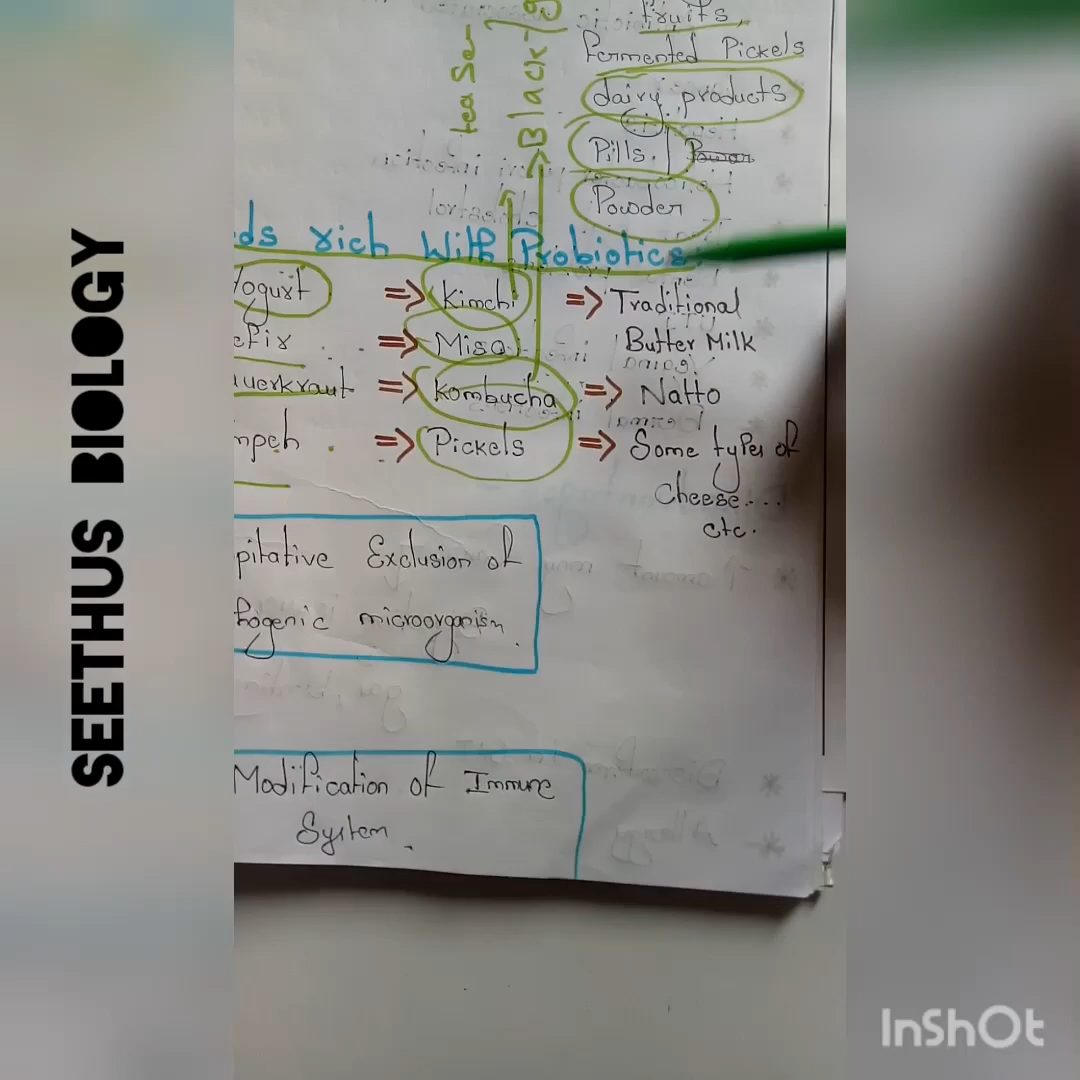 SEETHUS BIOLOGY
fruits,
Fermented Pickels
dairy products
Pills,
Powder
tea
Black
ds rich With Probiotics
Yogurt => Kimchi => Traditional
Butter Milk
efir => Miso
auerkraut => Kombucha => Natto
mpeh => Pickels => Some types of
Cheese....
etc.
pitative Exclusion of
hogenic microorganism.
Modification of Immune
System.
InShOt